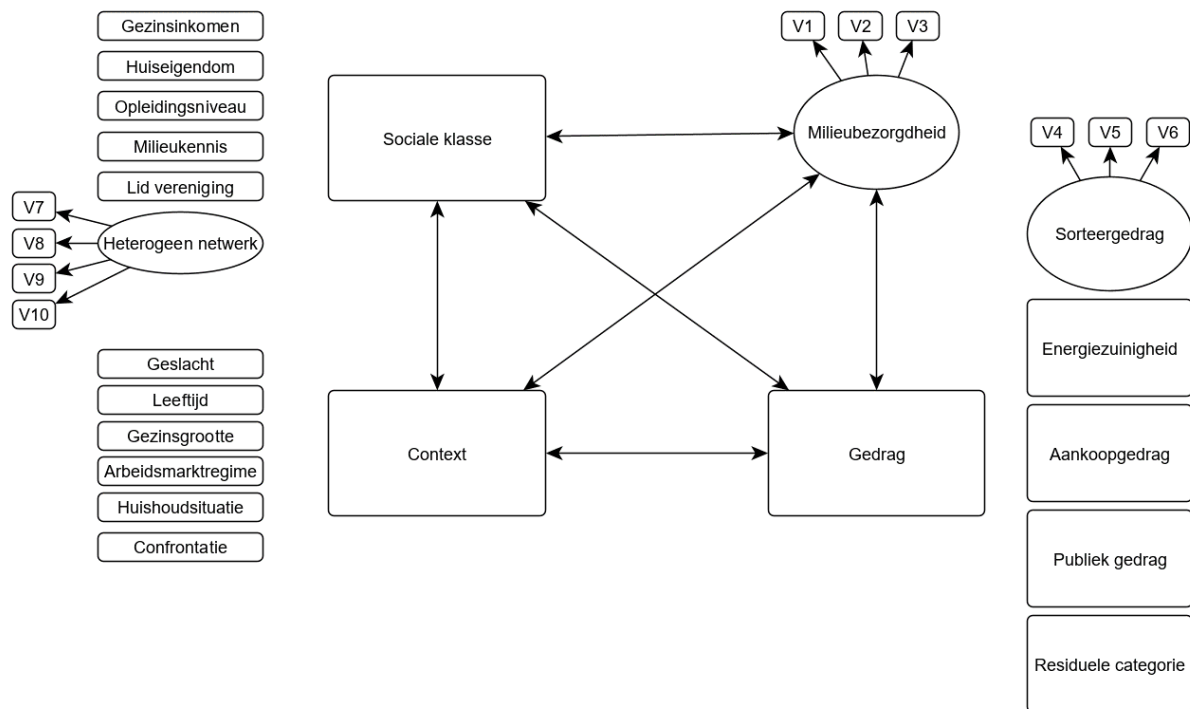 Gezinsinkomen
Huiseigendom
Opleidingsniveau
Milieukennis
Lid vereniging
Heterogeen netwerk
V7
V8
V9
V10
Geslacht
Leeftijd
Gezinsgrootte
Arbeidsmarktregime
Huishoudsituatie
Confrontatie
Sociale klasse
Context
V1
V2
V3
Milieubezorgdheid
Gedrag
V4
V5
V6
Sorteergedrag
Energiezuinigheid
Aankoopgedrag
Publiek gedrag
Residuele categorie